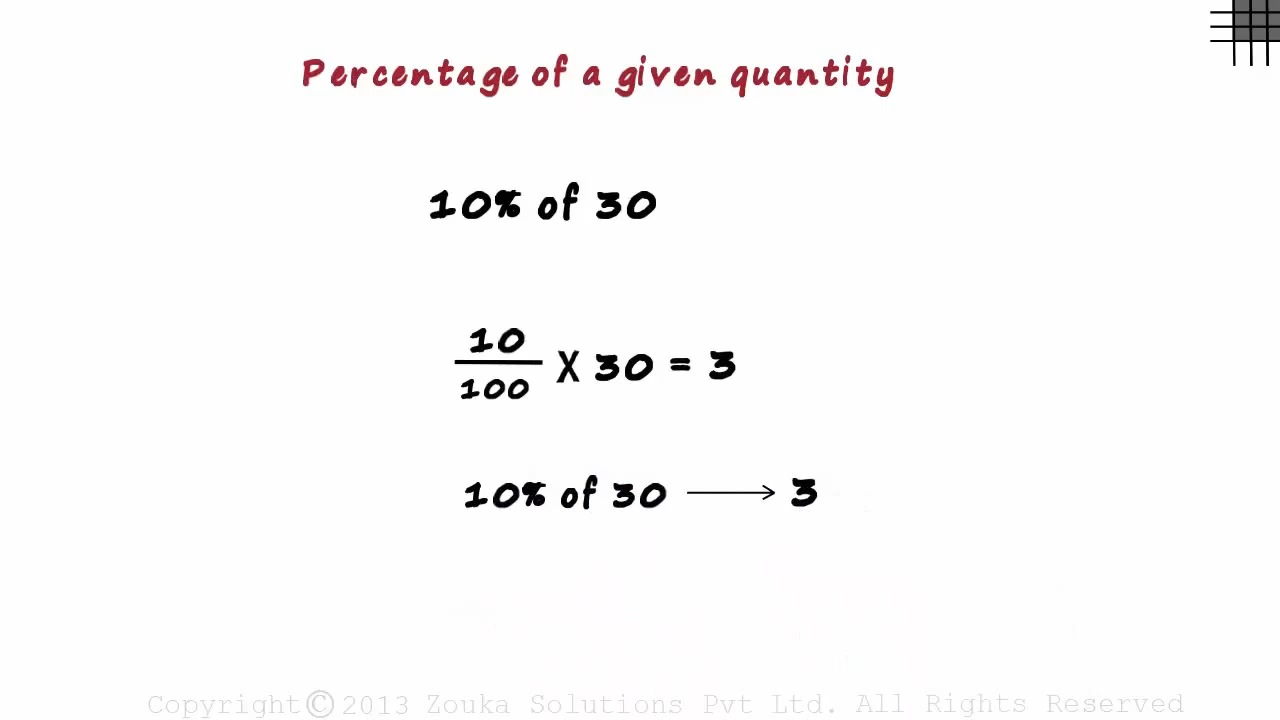 Percentage of a given quantity
10% of 30
10
100 X 30 = 3
10% of 30 → 3
Copyright©2013 Zouka Solutions Pvt Ltd. All Rights Reserved